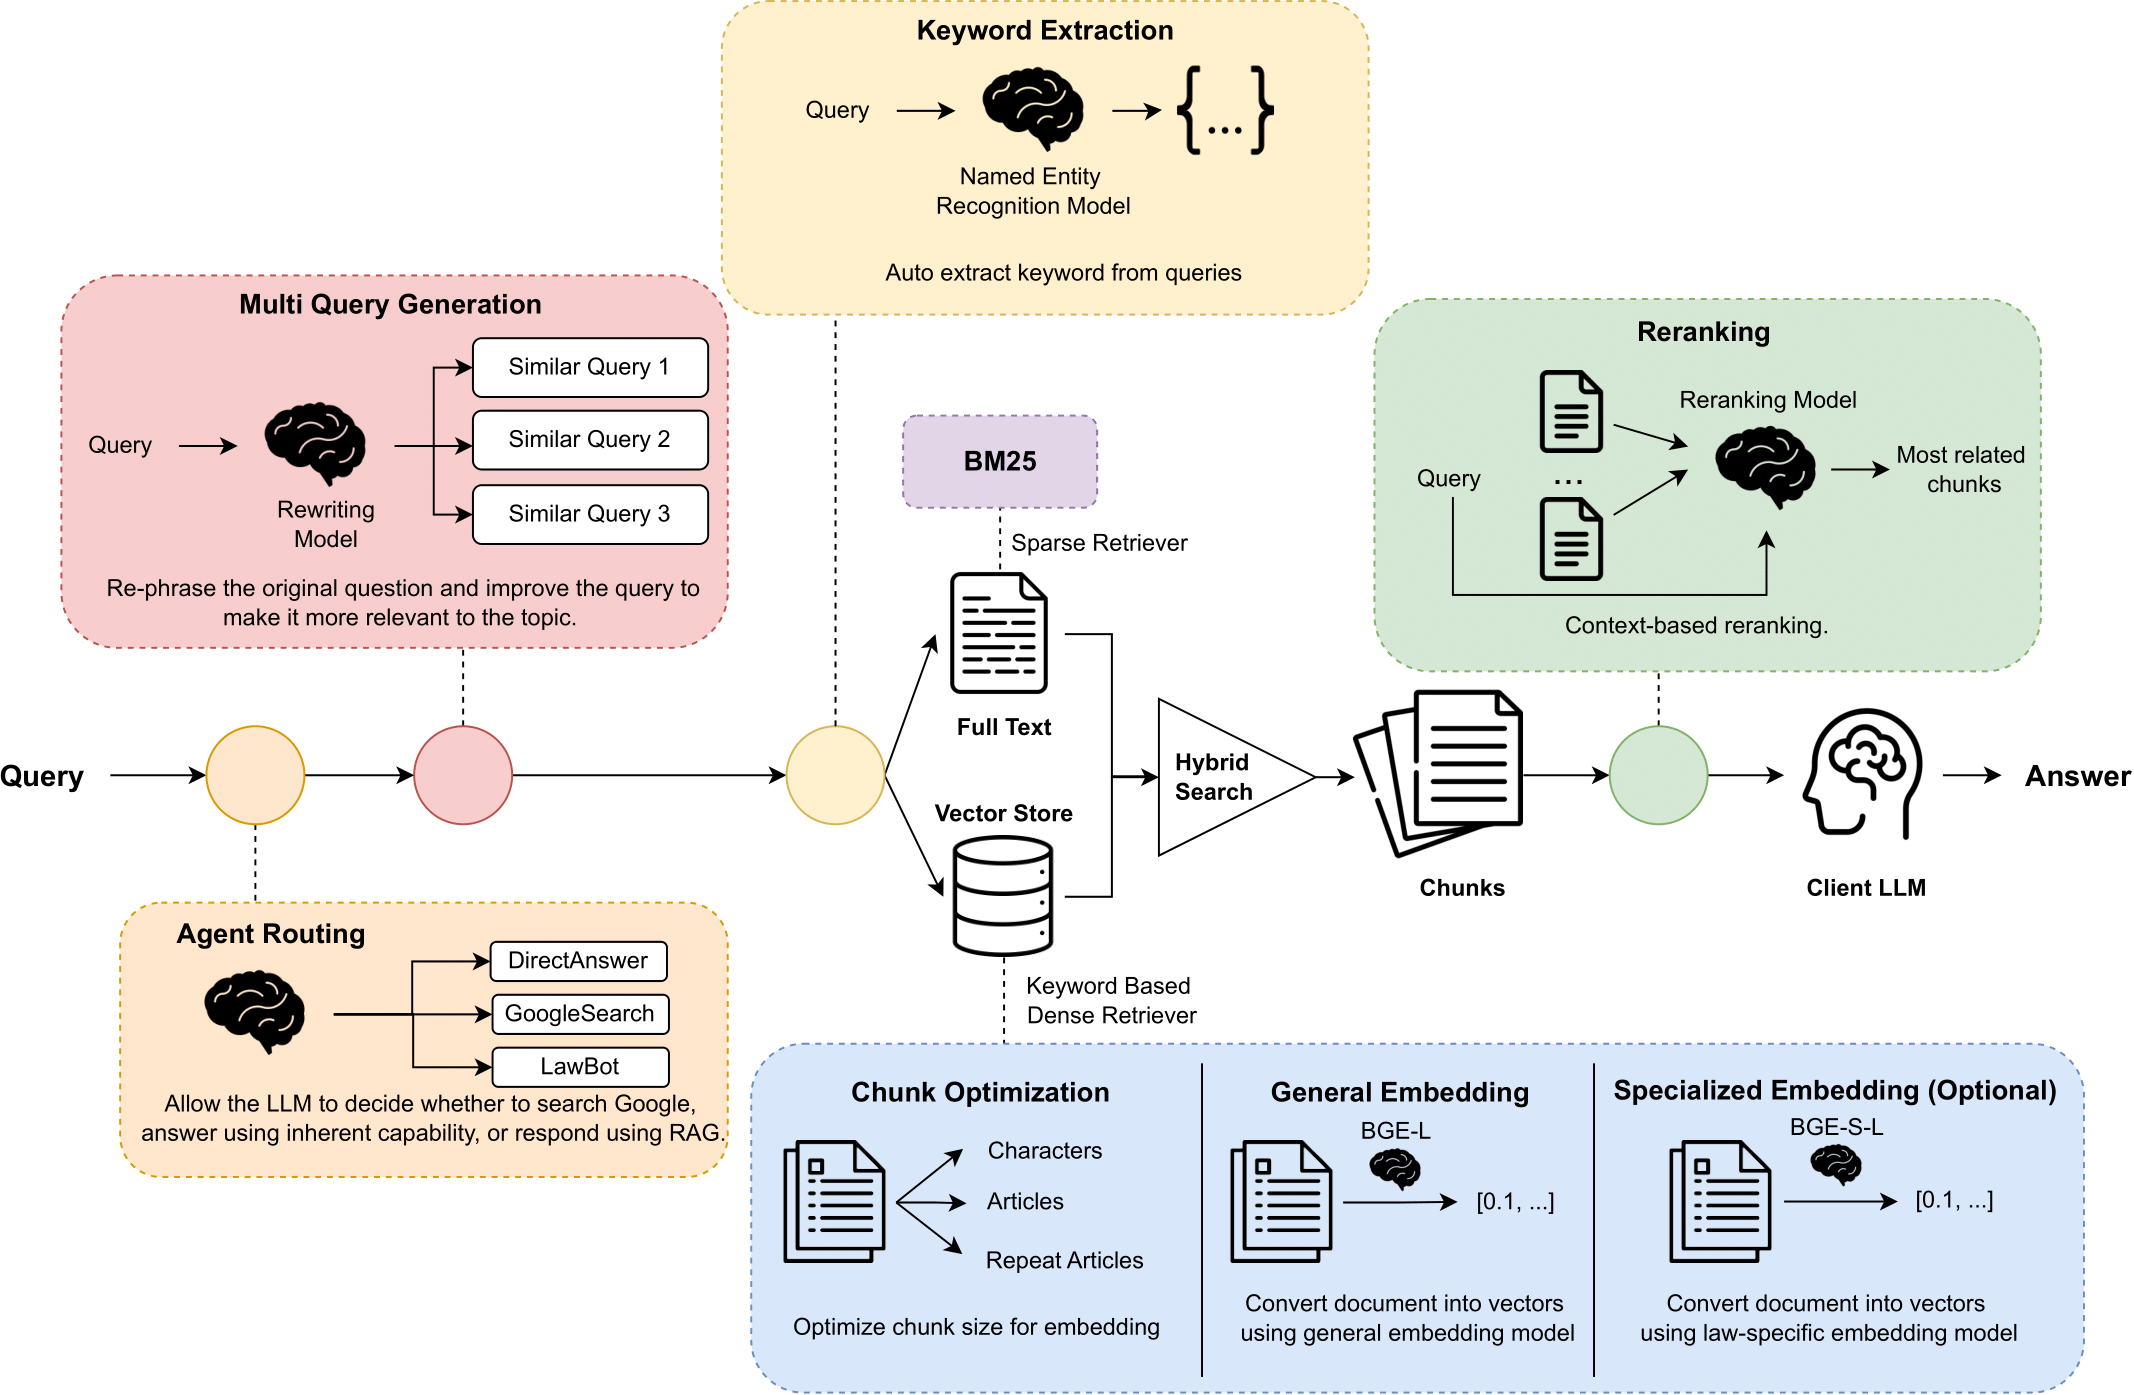 Keyword Extraction
Query
{...}
Named Entity
Recognition Model
Auto extract keyword from queries
Multi Query Generation
Similar Query 1
Query
Similar Query 2
Rewriting
Model
Similar Query 3
Re-phrase the original question and improve the query to
make it more relevant to the topic.
BM25
Sparse Retriever
Full Text
Reranking
Reranking Model
Query
...
Most related
chunks
Context-based reranking.
Query
Vector Store
Hybrid
Search
Chunks
Client LLM
Answer
Agent Routing
DirectAnswer
GoogleSearch
LawBot
Allow the LLM to decide whether to search Google,
answer using inherent capability, or respond using RAG.
Keyword Based
Dense Retriever
Chunk Optimization
Characters
Articles
Repeat Articles
Optimize chunk size for embedding
General Embedding
BGE-L
[0.1, ...]
Convert document into vectors
using general embedding model
Specialized Embedding (Optional)
BGE-S-L
[0.1, ...]
Convert document into vectors
using law-specific embedding model